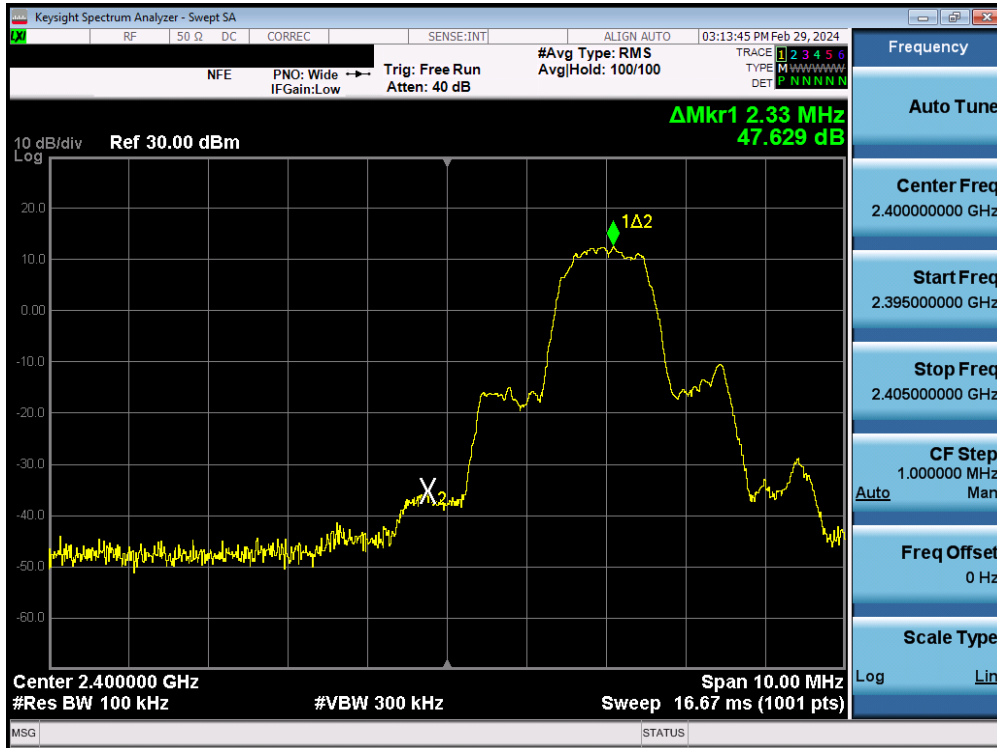 Keysight Spectrum Analyzer - Swept SA
LXI RF 50 Ω DC CORREC SENSE:INT ALIGN AUTO 03:13:45 PM Feb 29, 2024
NFE PNO: Wide Trig: Free Run #Avg Type: RMS TRACE 1 2 3 4 5 6
IFGain:Low Atten: 40 dB Avg|Hold: 100/100 TYPE M WWWWW
DET P N N N N N
ΔMkr1 2.33 MHz
47.629 dB
10 dB/div Ref 30.00 dBm
Log
20.0
10.0
0.00
-10.0
-20.0
-30.0
-40.0
-50.0
-60.0
1Δ2
X2
Center 2.400000 GHz Span 10.00 MHz
#Res BW 100 kHz #VBW 300 kHz Sweep 16.67 ms (1001 pts)
MSG STATUS
Frequency
Auto Tune
Center Freq
2.400000000 GHz
Start Freq
2.395000000 GHz
Stop Freq
2.405000000 GHz
CF Step
1.000000 MHz
Auto Man
Freq Offset
0 Hz
Scale Type
Log Lin